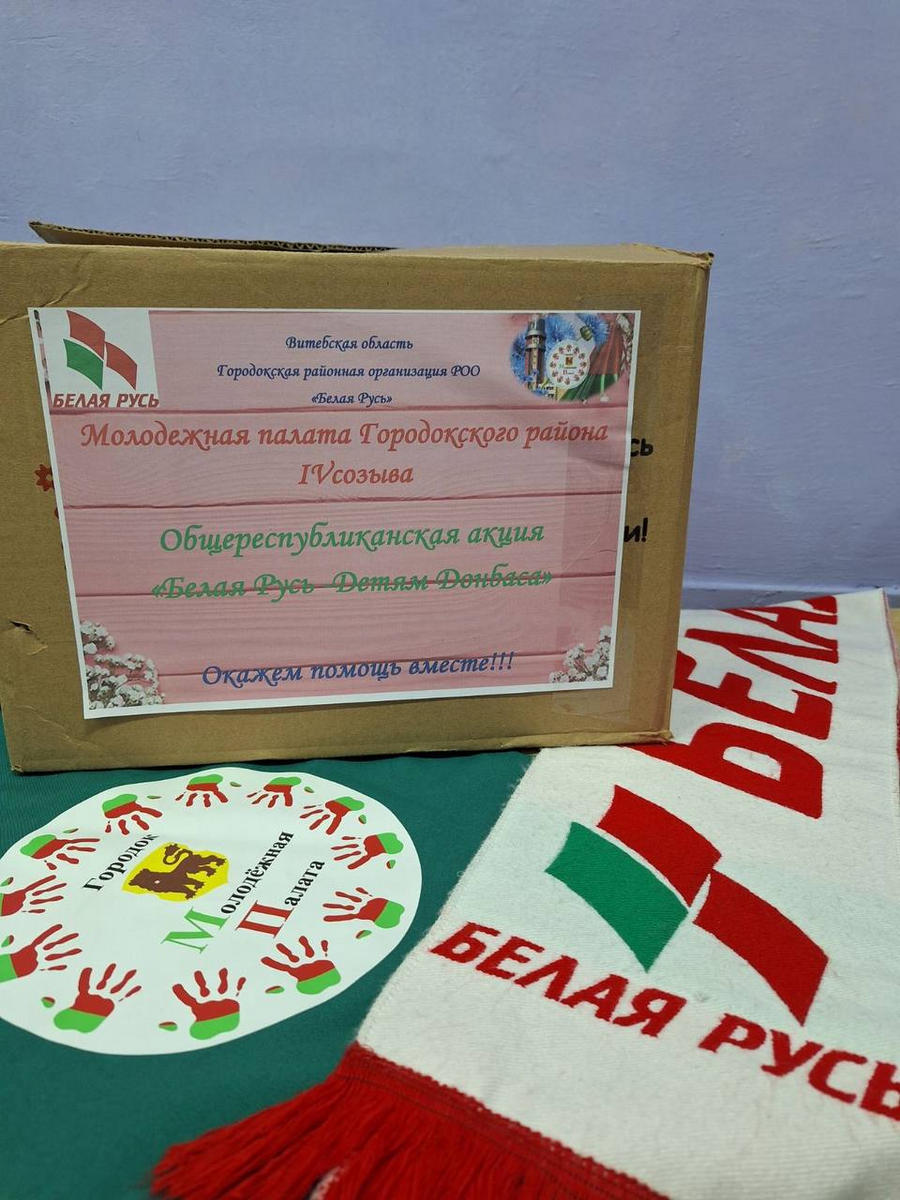 БЕЛАЯ РУСЬ
Витебская область
Городокская районная организация РОО
«Белая Русь»
Молодежная палата Городокского района
IVсозыва
Общереспубликанская акция
«Белая Русь Детям Донбаса»
Окажем помощь вместе!!!
сь
и!
Городок
Молодёжная
Палата
БЕЛА
БЕЛАЯ РУСЬ